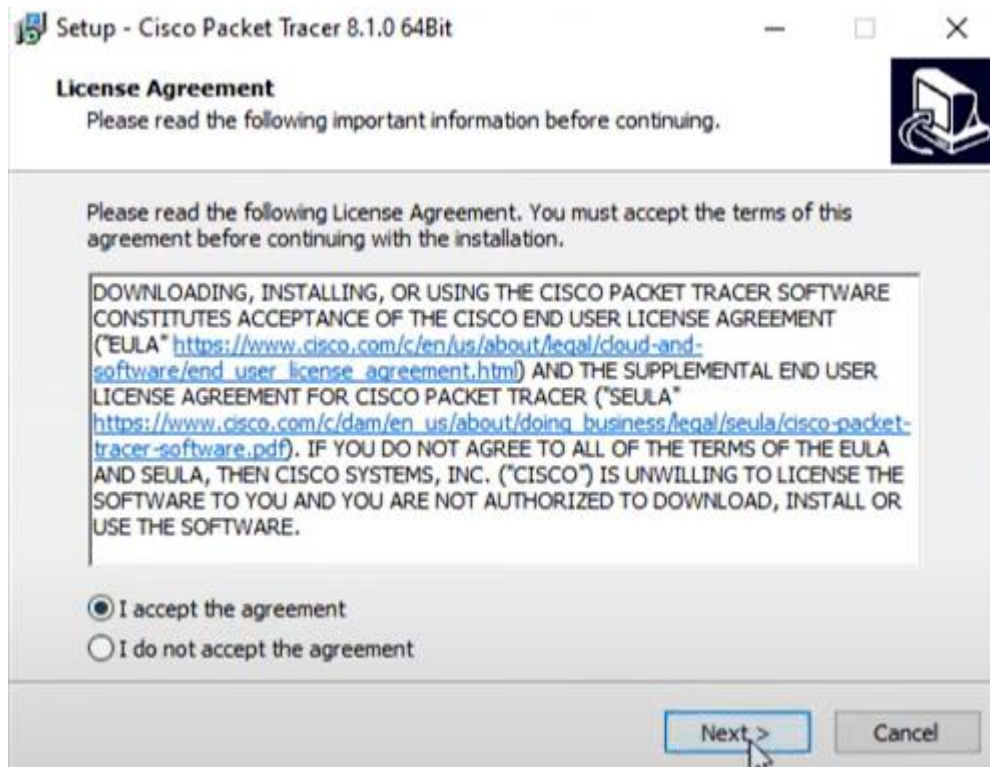 Setup - Cisco Packet Tracer 8.1.0 64Bit
License Agreement
Please read the following important information before continuing.
Please read the following License Agreement. You must accept the terms of this
agreement before continuing with the installation.
DOWNLOADING, INSTALLING, OR USING THE CISCO PACKET TRACER SOFTWARE
CONSTITUTES ACCEPTANCE OF THE CISCO END USER LICENSE AGREEMENT
("EULA" https://www.cisco.com/c/en/us/about/legal/cloud-and-
software/end_user_license_agreement.html) AND THE SUPPLEMENTAL END USER
LICENSE AGREEMENT FOR CISCO PACKET TRACER ("SEULA"
https://www.cisco.com/c/dam/en_us/about/doing_business/legal/seula/cisco-packet-
tracer-software.pdf). IF YOU DO NOT AGREE TO ALL OF THE TERMS OF THE EULA
AND SEULA, THEN CISCO SYSTEMS, INC. ("CISCO") IS UNWILLING TO LICENSE THE
SOFTWARE TO YOU AND YOU ARE NOT AUTHORIZED TO DOWNLOAD, INSTALL OR
USE THE SOFTWARE.
I accept the agreement
I do not accept the agreement
Next >
Cancel